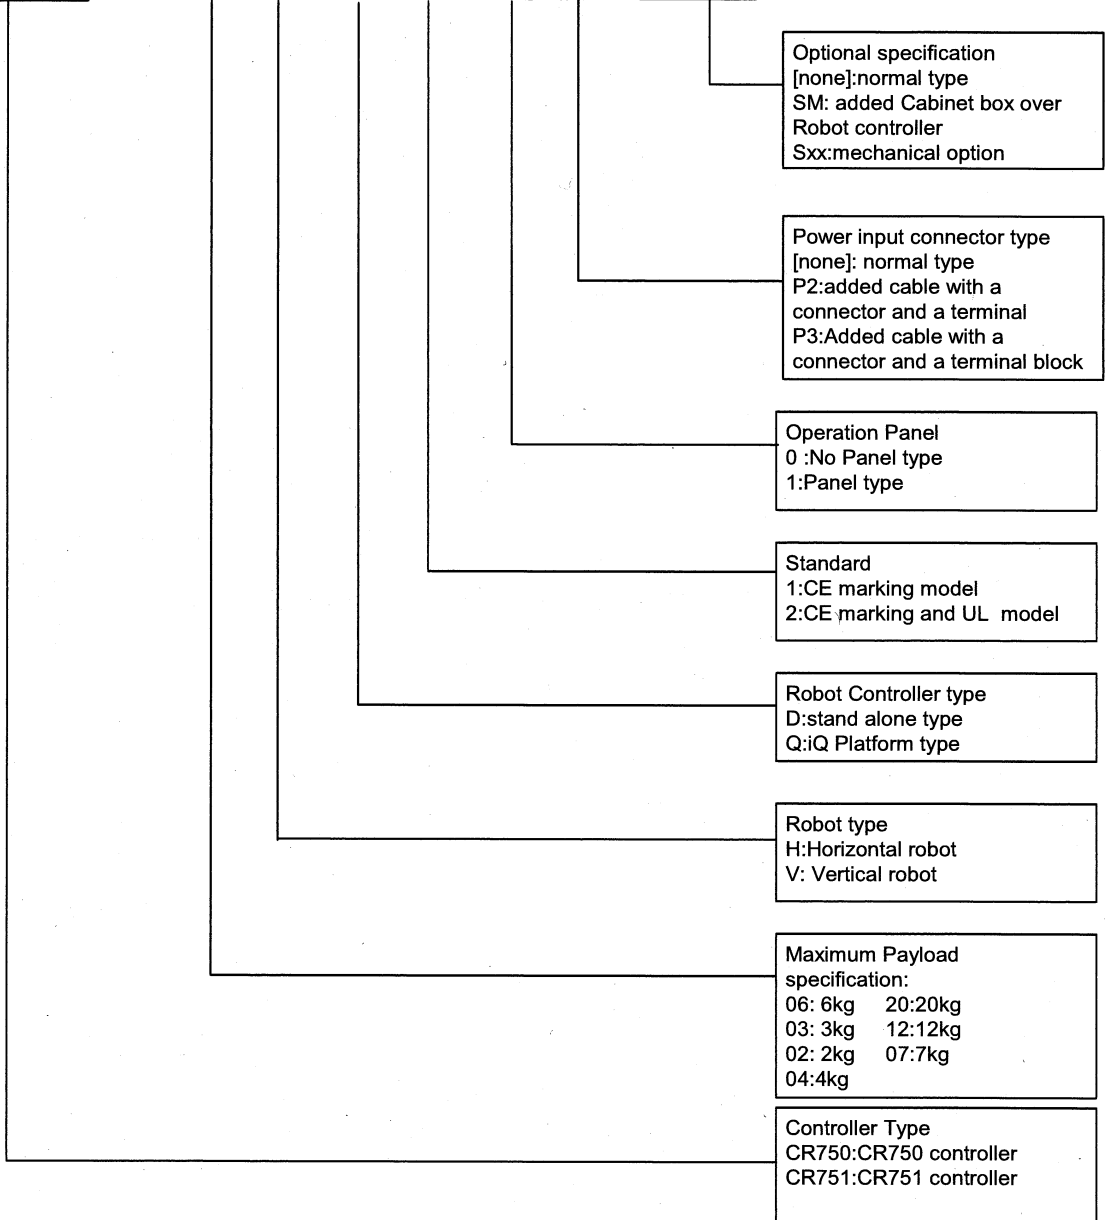 Optional specification
[none]:normal type
SM: added Cabinet box over
Robot controller
Sxx:mechanical option
Power input connector type
[none]: normal type
P2:added cable with a
connector and a terminal
P3:Added cable with a
connector and a terminal block
Operation Panel
0 :No Panel type
1:Panel type
Standard
1:CE marking model
2:CE marking and UL  model
Robot Controller type
D:stand alone type
Q:iQ Platform type
Robot type
H:Horizontal robot
V: Vertical robot
Maximum Payload
specification:
06: 6kg 20:20kg
03: 3kg 12:12kg
02: 2kg 07:7kg
04:4kg
Controller Type
CR750:CR750 controller
CR751:CR751 controller